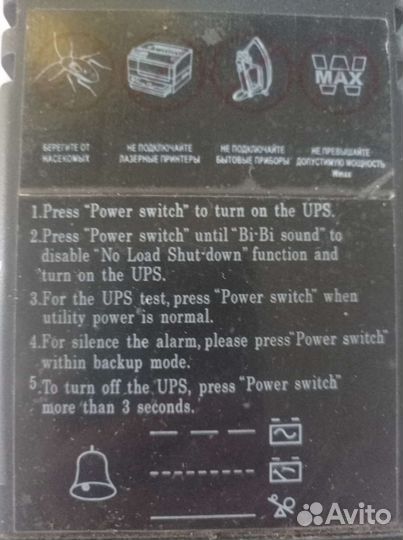 W
MAX
БЕРЕГИТЕ ОТ
НАСЕКОМЫХ
НЕ ПОДКЛЮЧАЙТЕ
ЛАЗЕРНЫЕ ПРИНТЕРЫ
НЕ ПОДКЛЮЧАЙТЕ
БЫТОВЫЕ ПРИБОРЫ
НЕ ПРЕВЫШАЙТЕ
ДОПУСТИМУЮ МОЩНОСТЬ
Wmax
1.Press "Power switch" to turn on the UPS.
2.Press "Power switch" until "Bi-Bi sound" to
disable "No Load Shut-down" function and
turn on the UPS.
3.For the UPS test, press "Power switch" when
utility power is normal.
4.For silence the alarm, please press"Power switch"
within backup mode.
5.To turn off the UPS, press "Power switch"
more than 3 seconds.
Avito